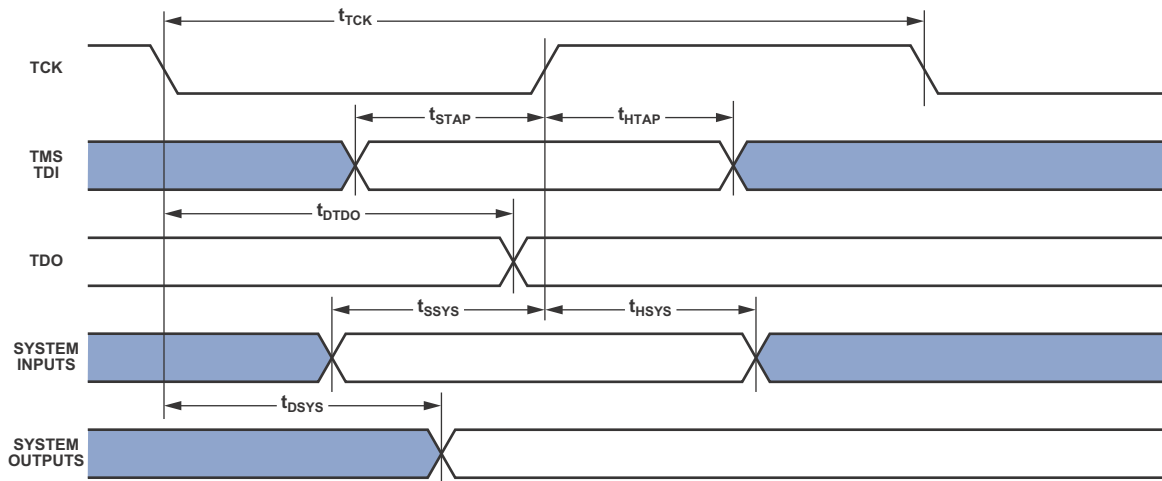 tTCK
TCK
tSTAP
tHTAP
TMS
TDI
tDTDO
TDO
tSSYS
tHSYS
SYSTEM
INPUTS
tDSYS
SYSTEM
OUTPUTS